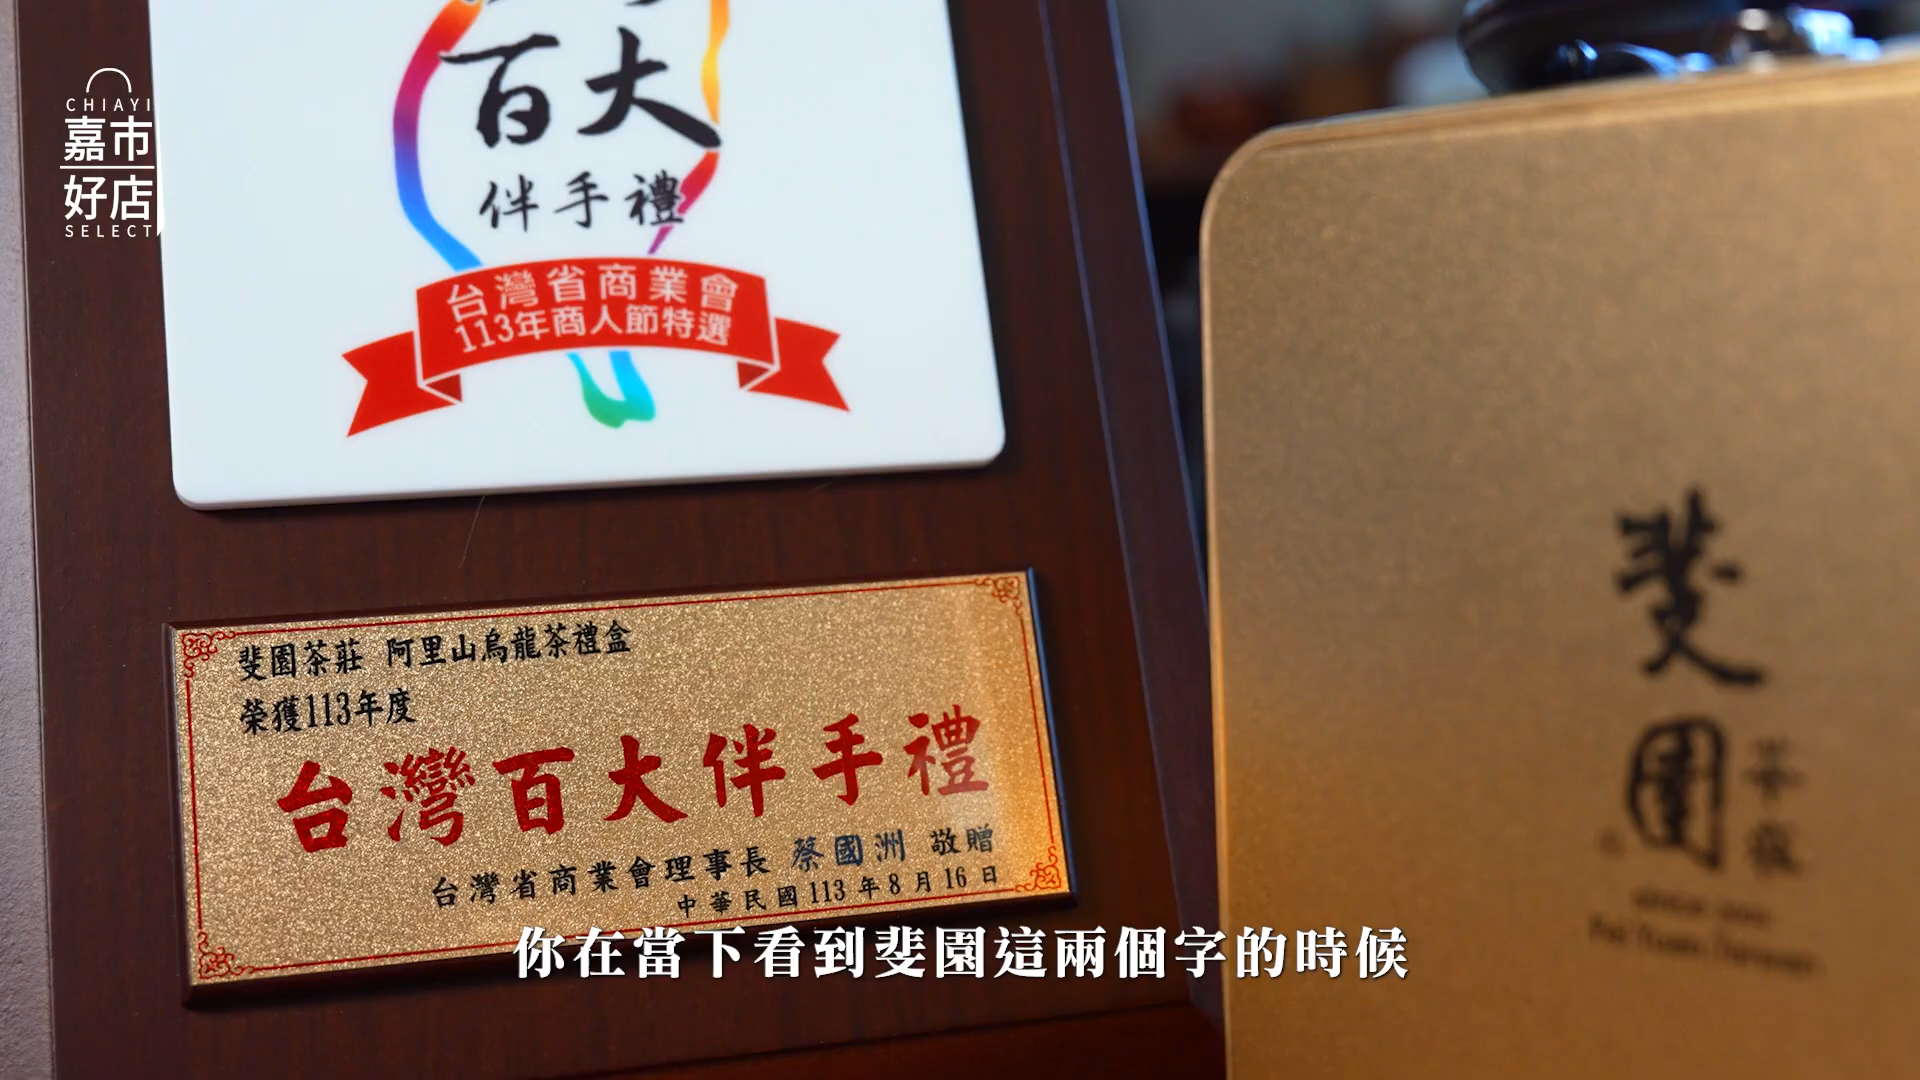 CHIAYI
嘉市
好店
SELECT
百大
伴手禮
台灣省商業會
113年商人節特選
斐園茶莊 阿里山烏龍茶禮盒
榮獲113年度
台灣百大伴手禮
台灣省商業會理事長 蔡國洲 敬贈
中華民國113年8月16日
斐園
你在當下看到斐園這兩個字的時候